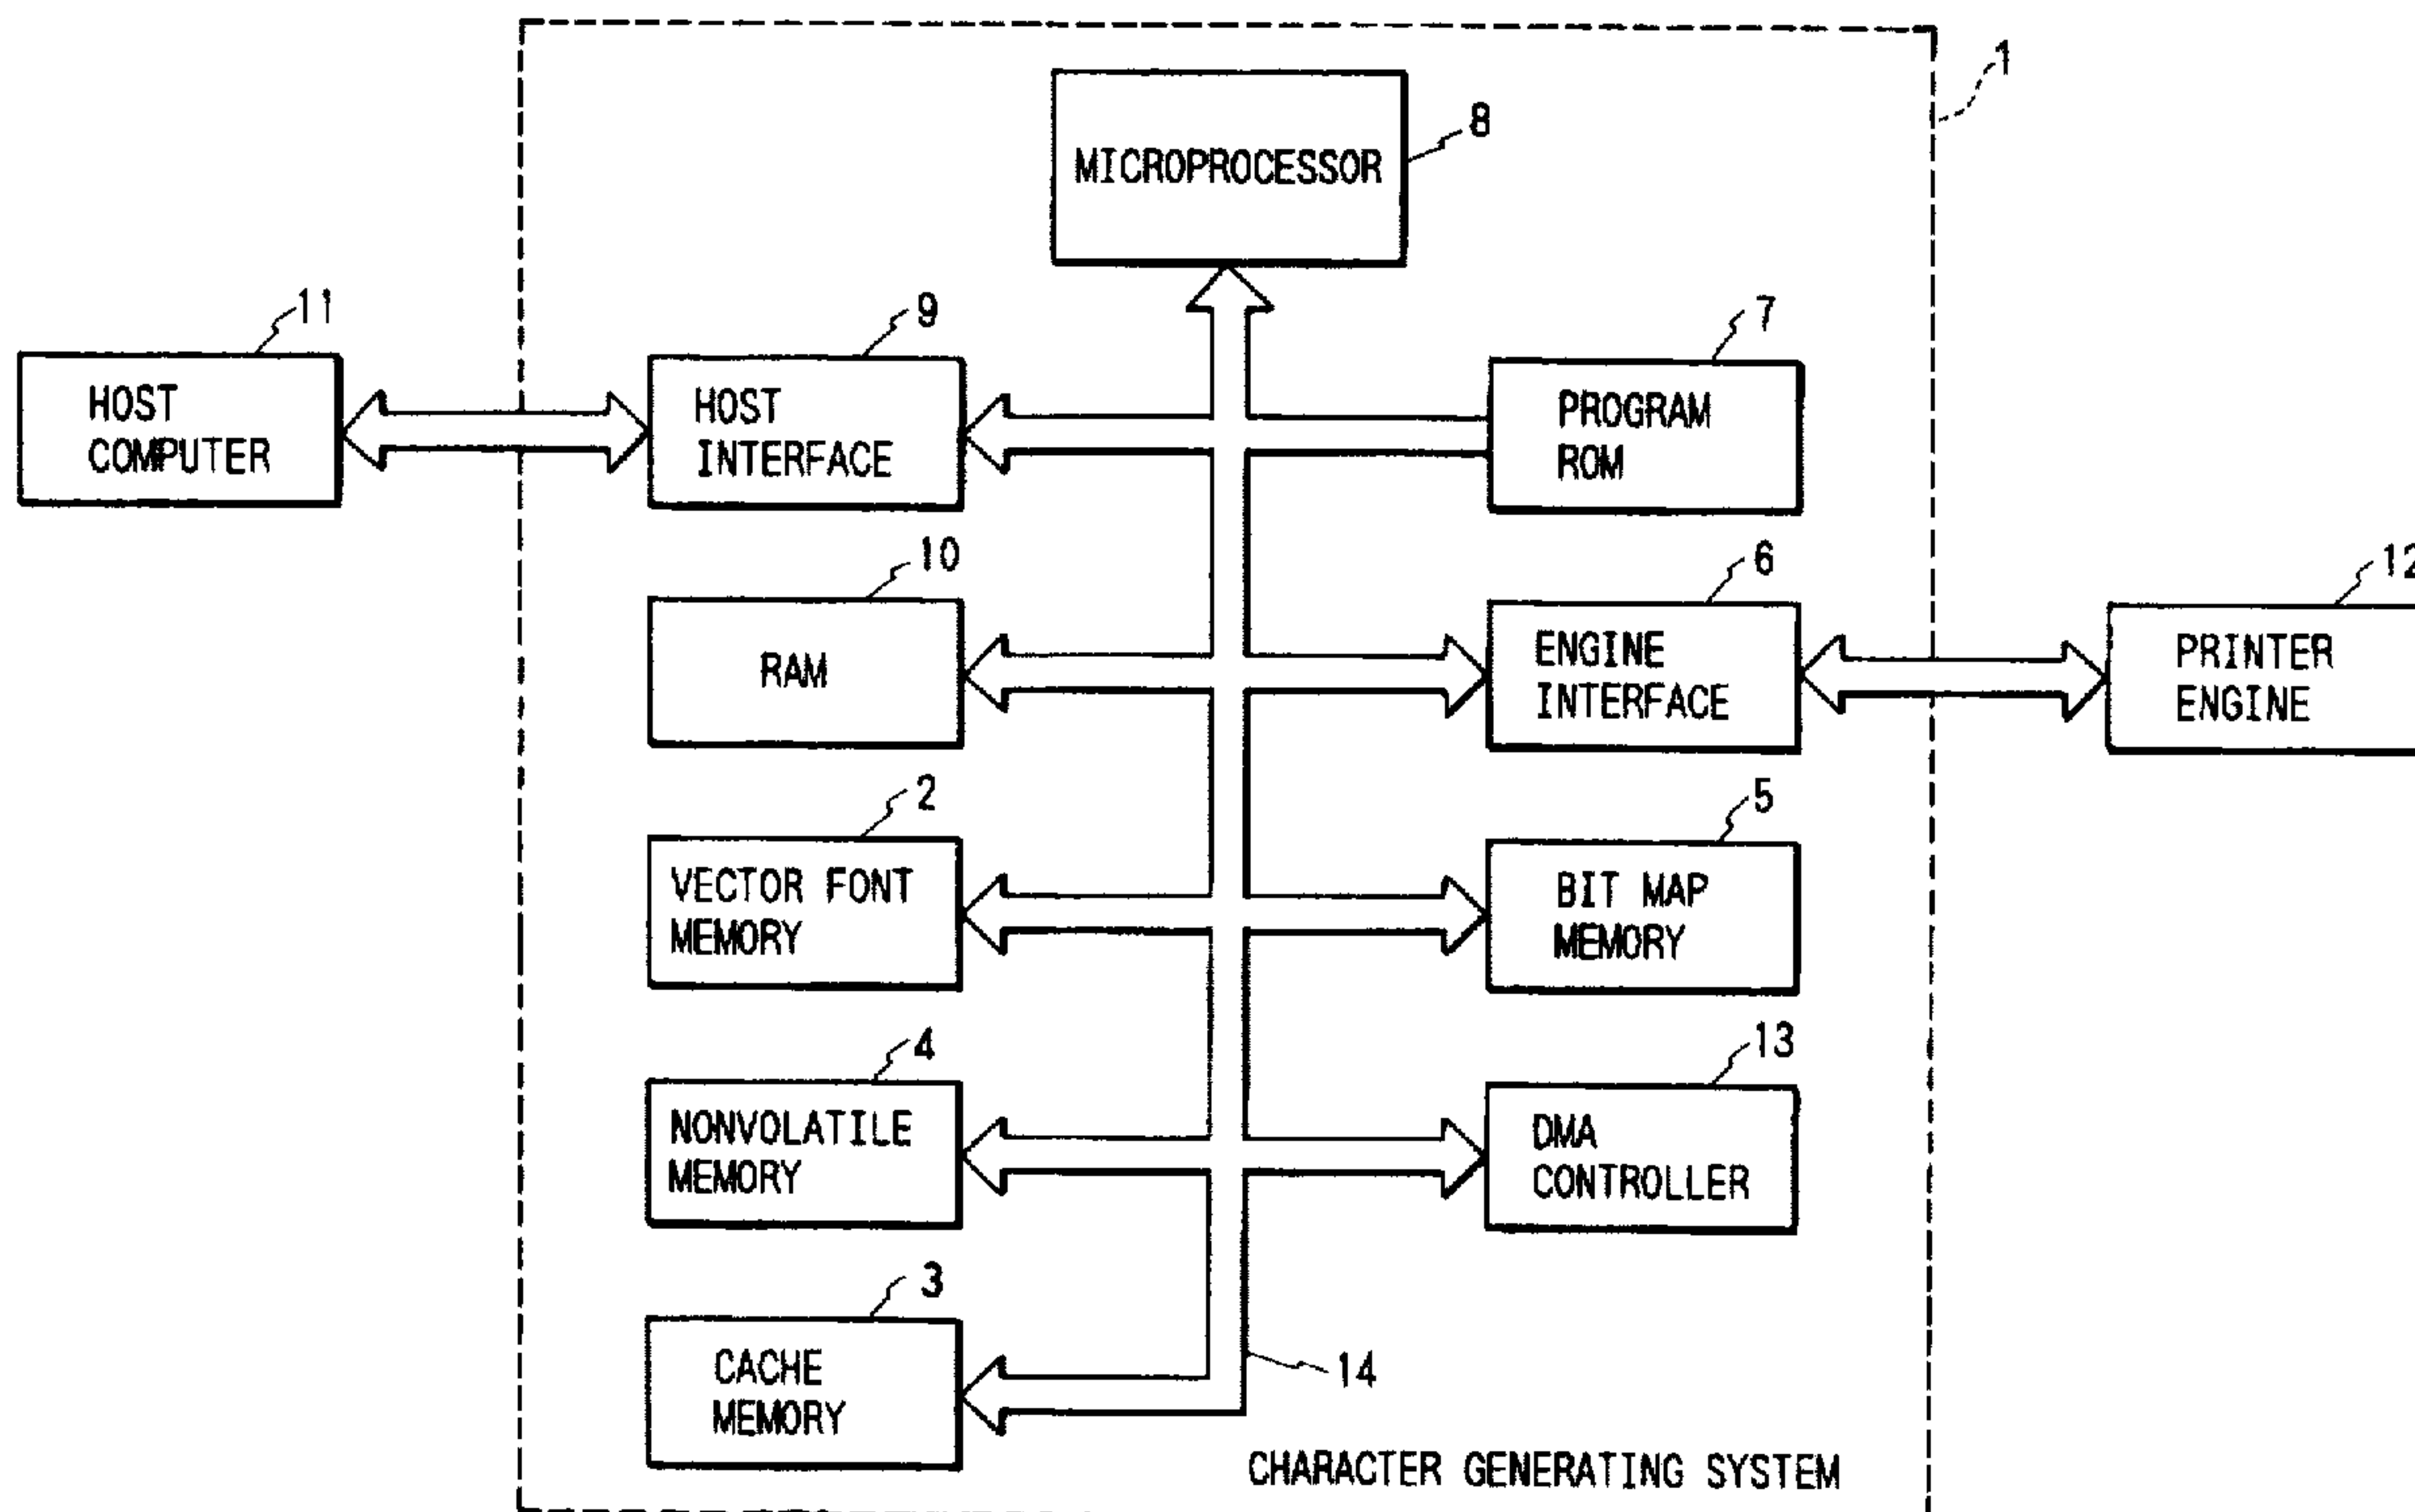 1
MICROPROCESSOR
8
11
HOST
COMPUTER
9
HOST
INTERFACE
7
PROGRAM
ROM
10
RAM
6
ENGINE
INTERFACE
12
PRINTER
ENGINE
2
VECTOR FONT
MEMORY
5
BIT MAP
MEMORY
4
NONVOLATILE
MEMORY
13
DMA
CONTROLLER
3
CACHE
MEMORY
14
CHARACTER GENERATING SYSTEM